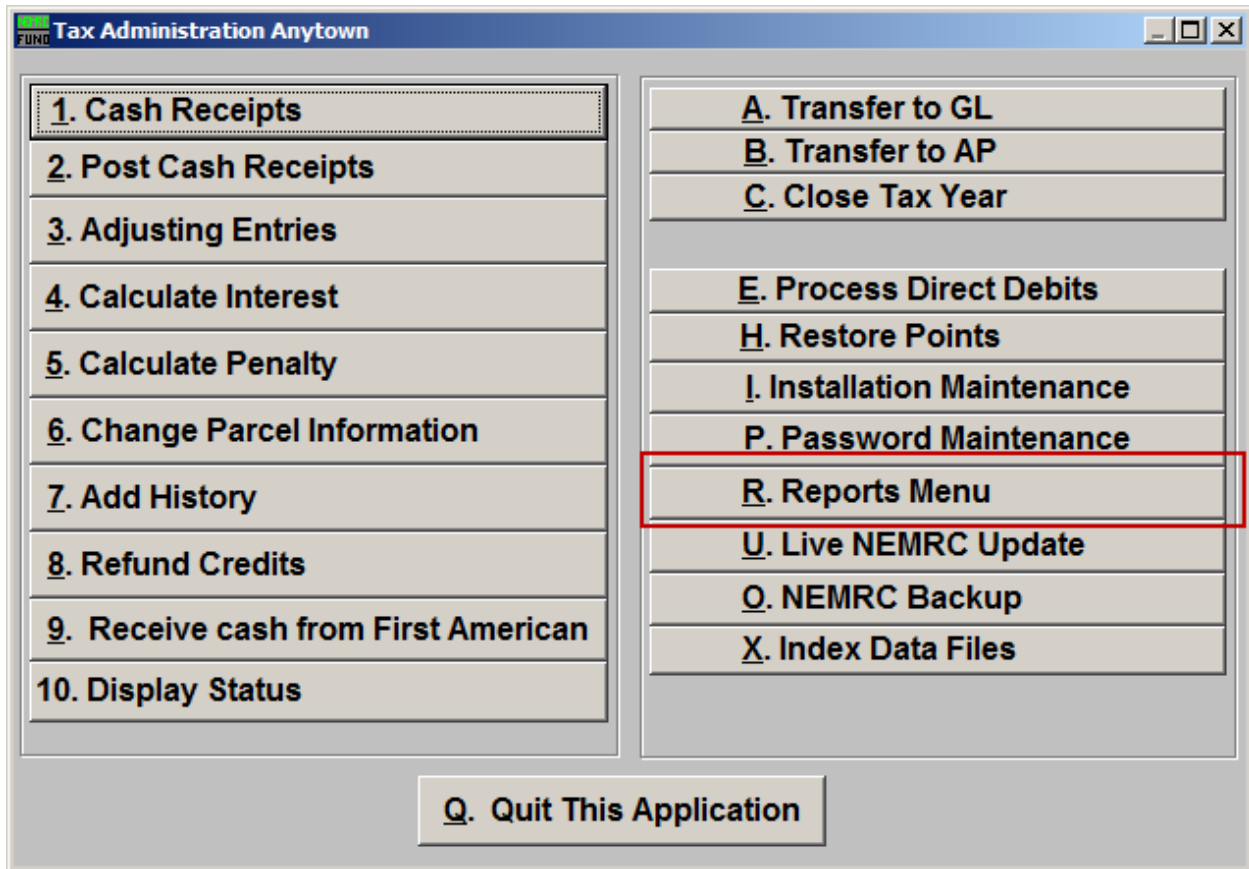 NEMRC
FUND
Tax Administration Anytown
1. Cash Receipts
2. Post Cash Receipts
3. Adjusting Entries
4. Calculate Interest
5. Calculate Penalty
6. Change Parcel Information
7. Add History
8. Refund Credits
9. Receive cash from First American
10. Display Status
A. Transfer to GL
B. Transfer to AP
C. Close Tax Year
E. Process Direct Debits
H. Restore Points
I. Installation Maintenance
P. Password Maintenance
R. Reports Menu
U. Live NEMRC Update
O. NEMRC Backup
X. Index Data Files
Q. Quit This Application